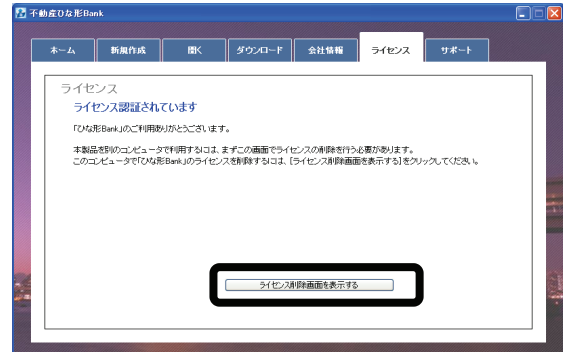 不動産ひな形Bank
ホーム 新規作成 開く ダウンロード 会社情報 ライセンス サポート
ライセンス
ライセンス認証されています
「ひな形Bank」のご利用ありがとうございます。
本製品を別のコンピュータで利用するには、まずこの画面でライセンスの削除を行う必要があります。
このコンピュータで「ひな形Bank」のライセンスを削除するには、[ライセンス削除画面を表示する]をクリックしてください。
ライセンス削除画面を表示する